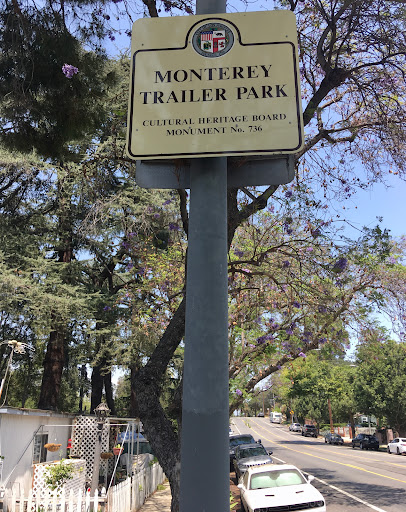 MONTEREY
TRAILER PARK
CULTURAL HERITAGE BOARD
MONUMENT NO. 736